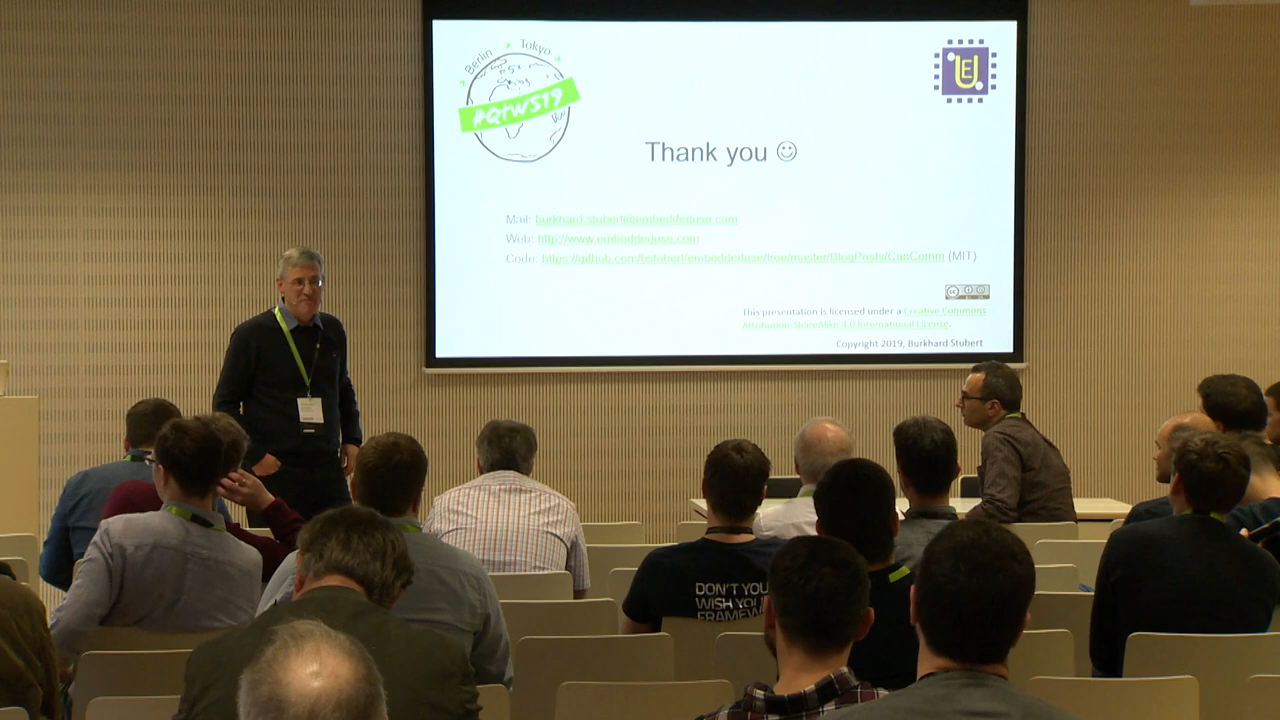 Berlin Tokyo
#QtWS19
UE
Thank you ☺
Mail: burkhard.stubert@embeddeduse.com
Web: http://www.embeddeduse.com
Code: https://github.com/bstubert/embeddeduse/tree/master/BlogPosts/CanComm (MIT)
This presentation is licensed under a Creative Commons
Attribution-ShareAlike 4.0 International License.
Copyright 2019, Burkhard Stubert
DON'T YOU
WISH YOUR
FRAMEW